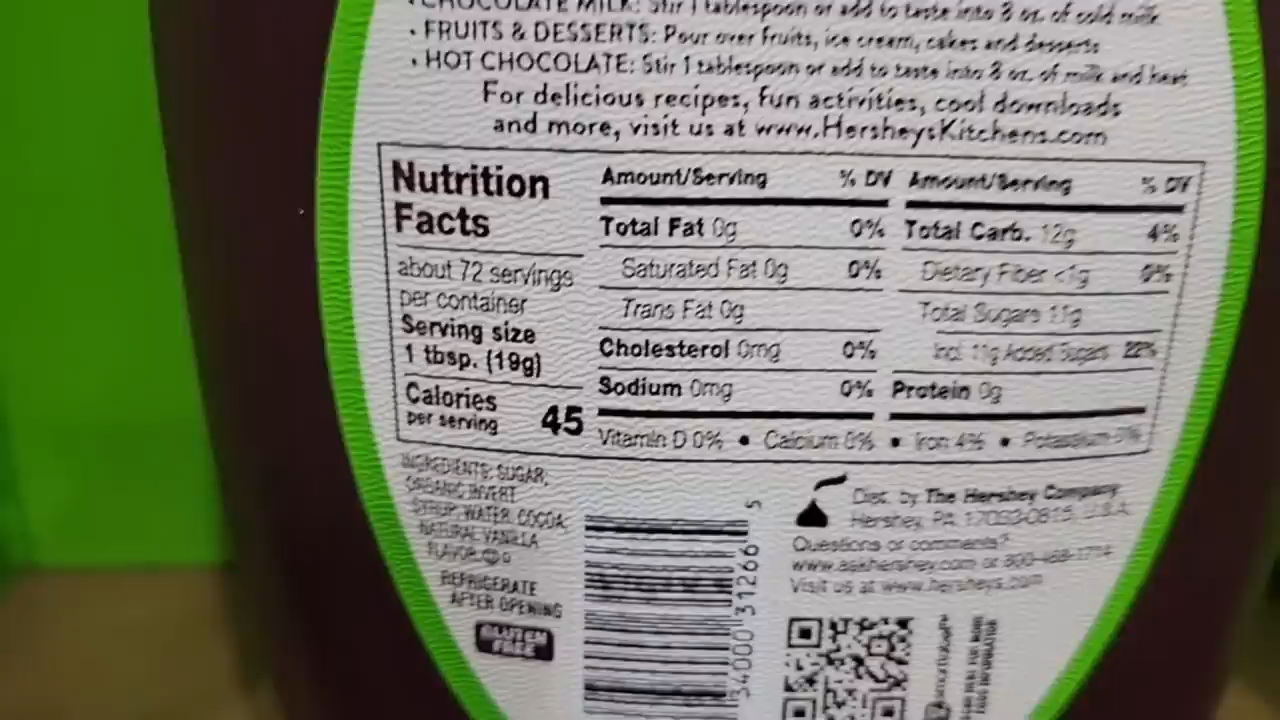 • CHOCOLATE MILK: Stir 1 tablespoon or add to taste into 8 oz. of cold milk
• FRUITS & DESSERTS: Pour over fruits, ice cream, cakes and desserts
• HOT CHOCOLATE: Stir 1 tablespoon or add to taste into 8 oz. of milk and heat
For delicious recipes, fun activities, cool downloads
and more, visit us at www.HersheysKitchens.com
Nutrition
Facts
about 72 servings
per container
Serving size
1 tbsp. (19g)
Calories
per serving 45
Amount/Serving % DV
Total Fat 0g 0%
Saturated Fat 0g 0%
Trans Fat 0g
Cholesterol 0mg 0%
Sodium 0mg 0%
Amount/Serving % DV
Total Carb. 12g 4%
Dietary Fiber <1g 0%
Total Sugars 11g
Incl. 11g Added Sugars 22%
Protein 0g
Vitamin D 0% • Calcium 0% • Iron 4% • Potassium 0%
INGREDIENTS: SUGAR;
ORGANIC INVERT
SYRUP; WATER; COCOA;
NATURAL VANILLA
FLAVOR.
REFRIGERATE
AFTER OPENING
GLUTEN
FREE
34000 31266 5
Dist. by The Hershey Company
Hershey, PA 17033-0815, U.S.A.
Questions or comments?
www.askhershey.com or 800-468-1714
Visit us at www.hersheys.com